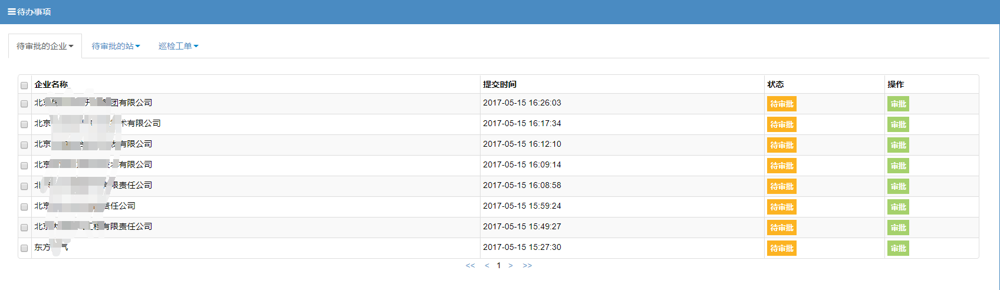 待办事项
待审批的企业 待审批的站 巡检工单
企业名称 提交时间 状态 操作
北京 团有限公司 2017-05-15 16:26:03 待审批 审批
北京 术有限公司 2017-05-15 16:17:34 待审批 审批
北京 有限公司 2017-05-15 16:12:10 待审批 审批
北京 有限公司 2017-05-15 16:09:14 待审批 审批
北京 限责任公司 2017-05-15 16:08:58 待审批 审批
北京 责任公司 2017-05-15 15:59:24 待审批 审批
北京 工程有限责任公司 2017-05-15 15:49:27 待审批 审批
东方 气 2017-05-15 15:27:30 待审批 审批
<< < 1 > >>